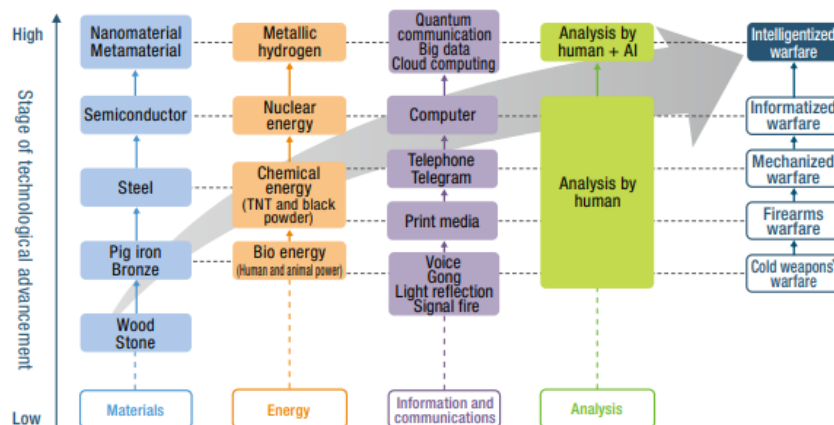 High
Stage of technological advancement
Low
Nanomaterial
Metamaterial
Semiconductor
Steel
Pig iron
Bronze
Wood
Stone
Materials
Metallic
hydrogen
Nuclear
energy
Chemical
energy
(TNT and black
powder)
Bio energy
(Human and animal power)
Energy
Quantum
communication
Big data
Cloud computing
Computer
Telephone
Telegram
Print media
Voice
Gong
Light reflection
Signal fire
Information and
communications
Analysis by
human + AI
Analysis by
human
Analysis
Intelligentized
warfare
Informatized
warfare
Mechanized
warfare
Firearms
warfare
Cold weapons*
warfare